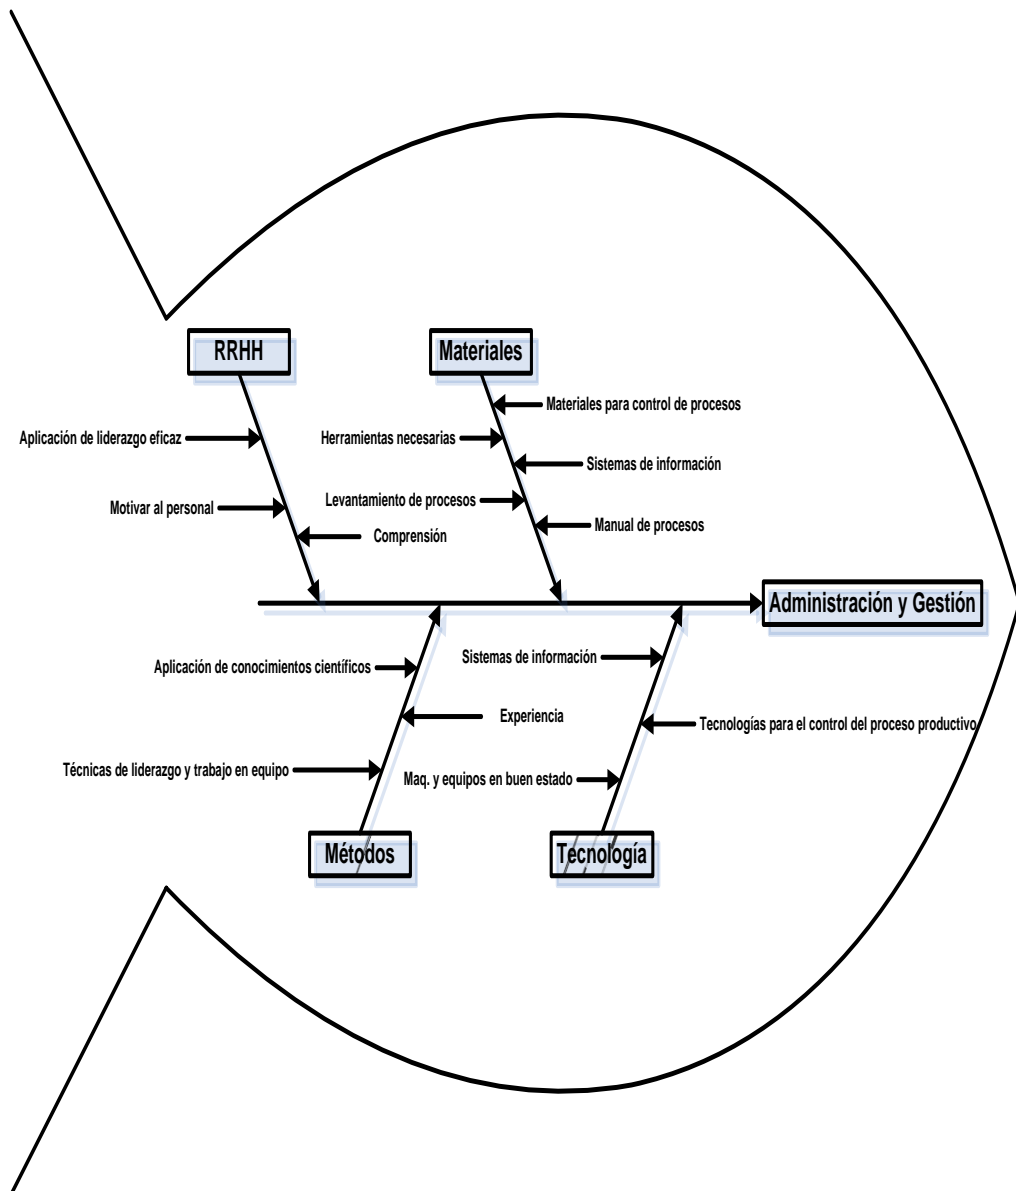 RRHH
Materiales
Materiales para control de procesos
Aplicación de liderazgo eficaz
Herramientas necesarias
Sistemas de información
Levantamiento de procesos
Motivar al personal
Manual de procesos
Comprensión
Administración y Gestión
Sistemas de información
Aplicación de conocimientos científicos
Experiencia
Tecnologías para el control del proceso productivo
Técnicas de liderazgo y trabajo en equipo
Maq. y equipos en buen estado
Métodos
Tecnología